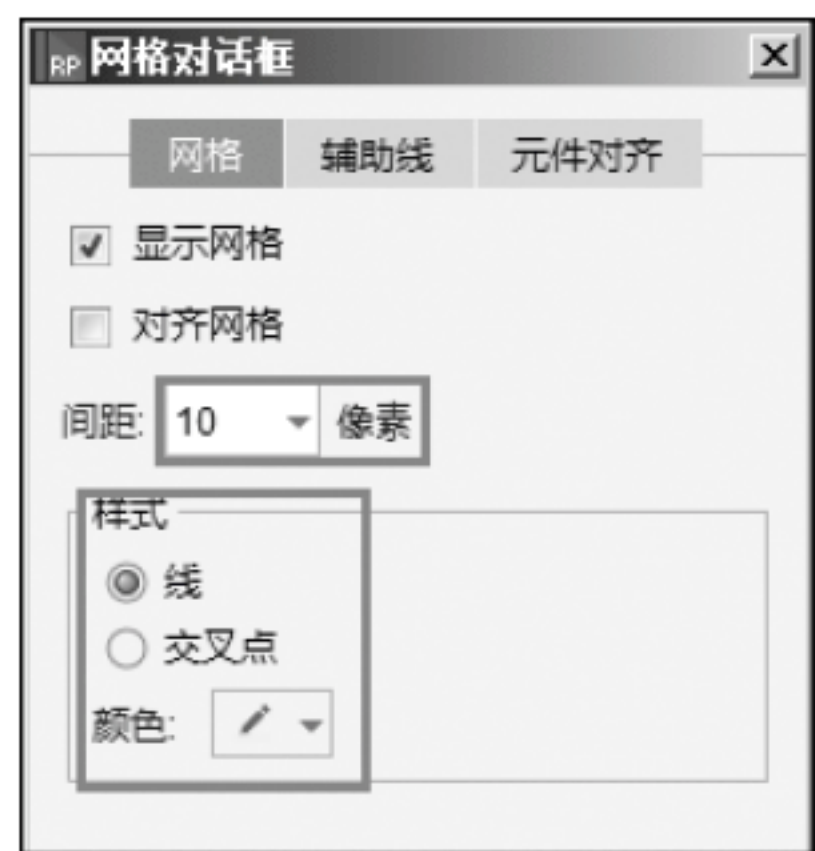 RP 网格对话框
网格 辅助线 元件对齐
显示网格
对齐网格
间距: 10 像素
样式
线
交叉点
颜色: